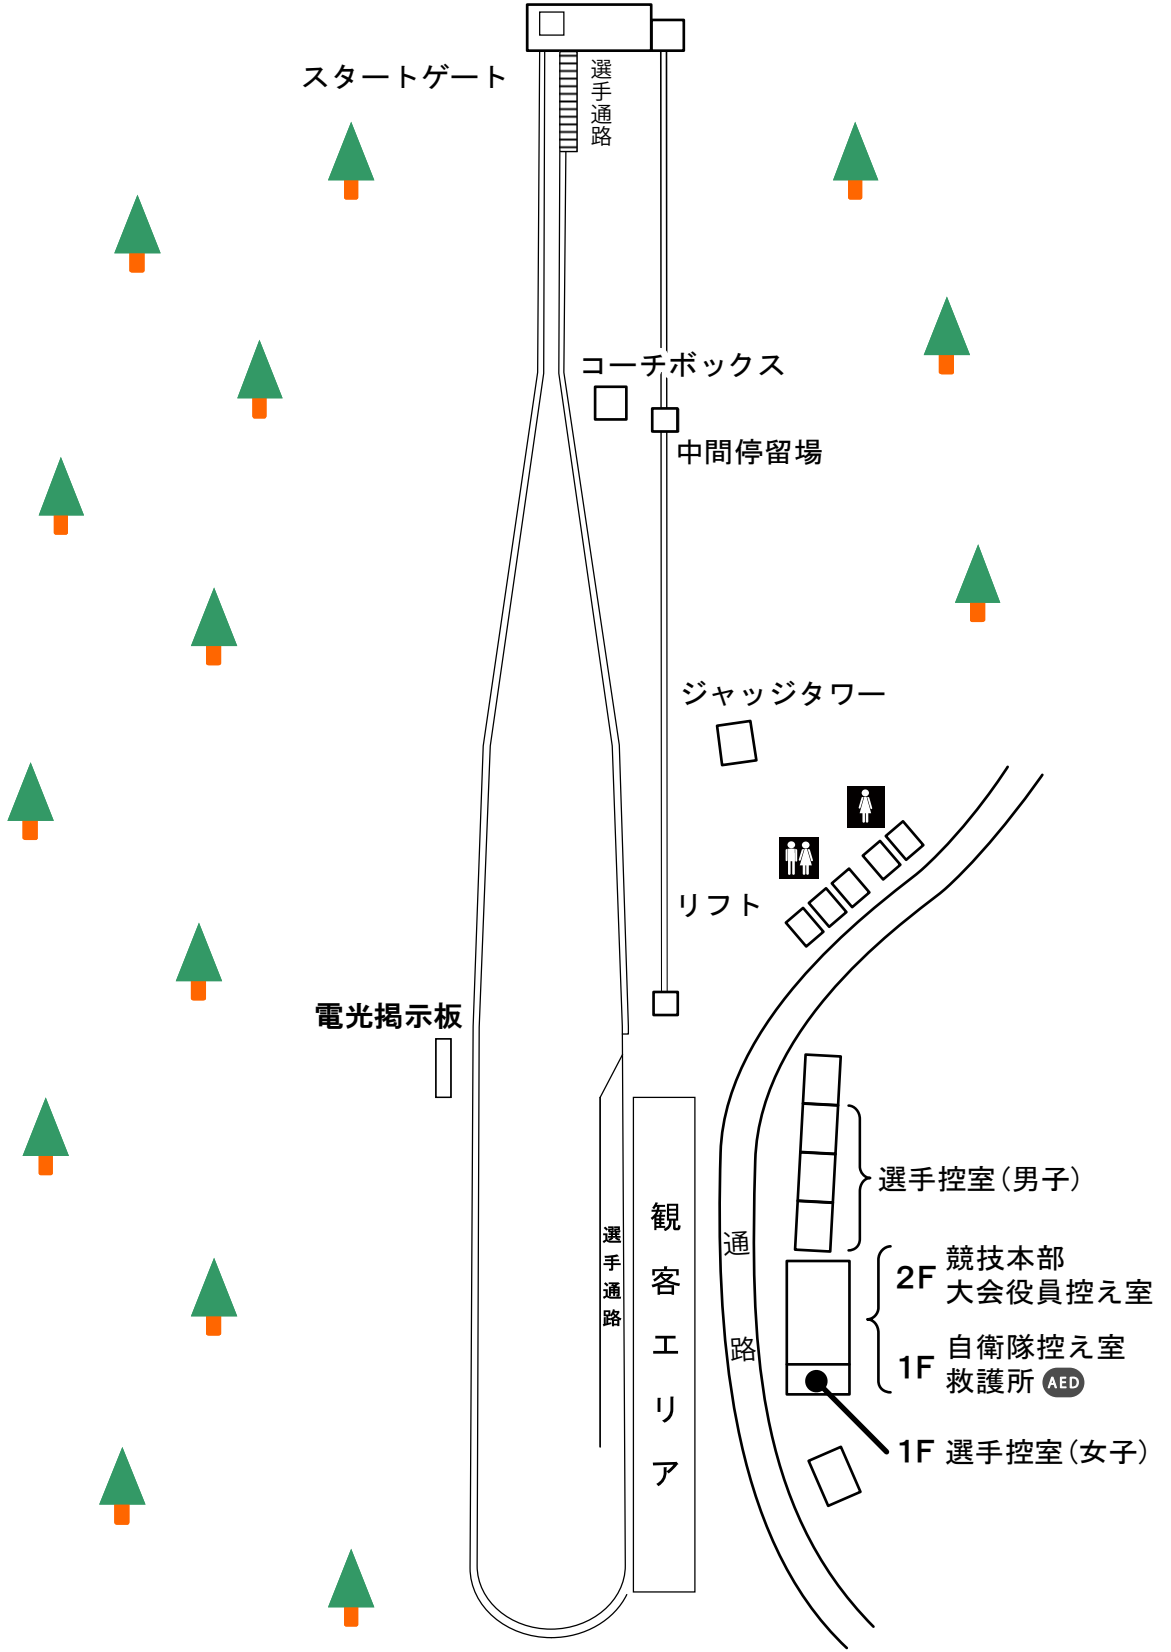 スタートゲート
選手通路
コーチボックス
中間停留場
ジャッジタワー
リフト
電光掲示板
選手通路
観客エリア
通路
選手控室(男子)
2F 競技本部
大会役員控え室
1F 自衛隊控え室
救護所 AED
1F 選手控室(女子)